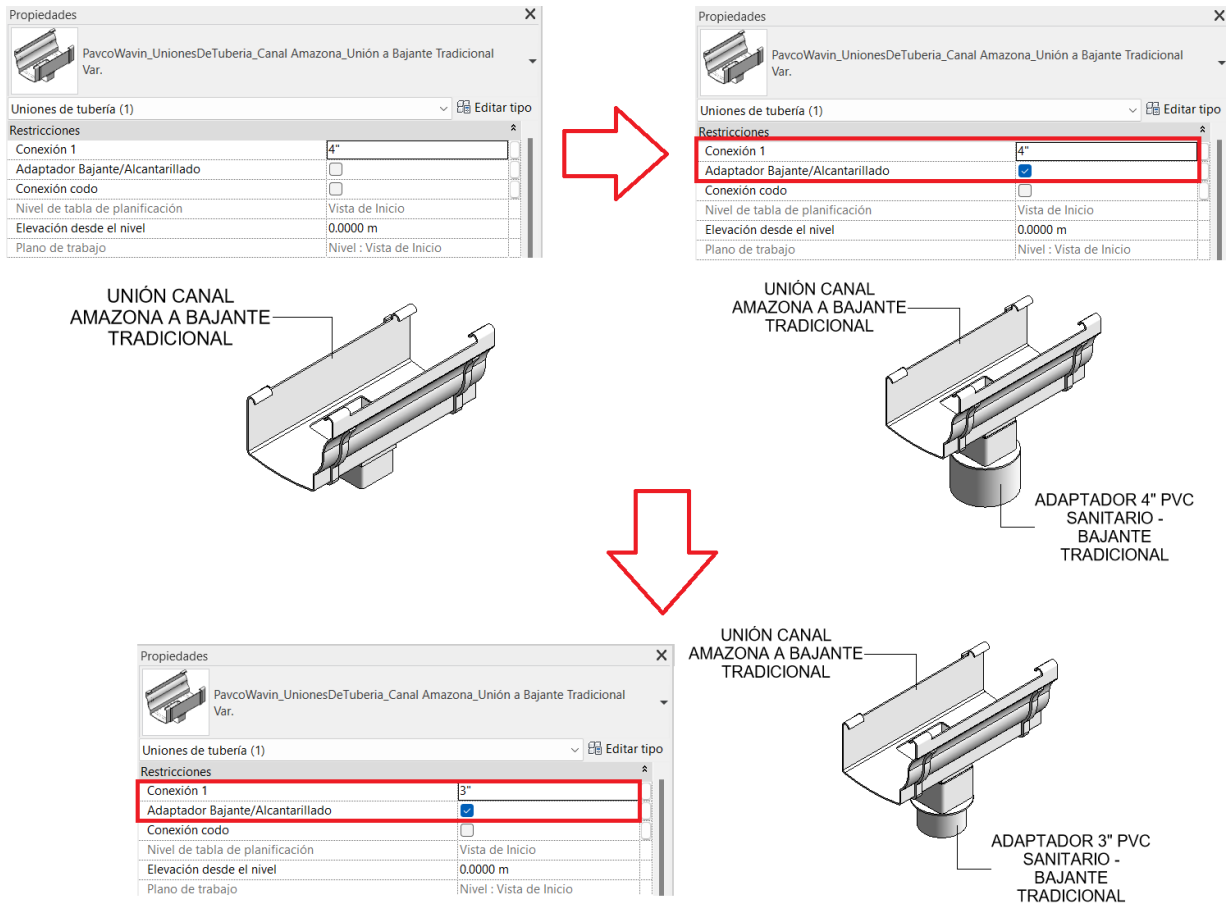 Propiedades
PavcoWavin_UnionesDeTuberia_Canal Amazona_Unión a Bajante Tradicional
Var.
Uniones de tubería (1)
Editar tipo
Restricciones
Conexión 1
4"
Adaptador Bajante/Alcantarillado
Conexión codo
Nivel de tabla de planificación
Vista de Inicio
Elevación desde el nivel
0.0000 m
Plano de trabajo
Nivel : Vista de Inicio
Propiedades
PavcoWavin_UnionesDeTuberia_Canal Amazona_Unión a Bajante Tradicional
Var.
Uniones de tubería (1)
Editar tipo
Restricciones
Conexión 1
4"
Adaptador Bajante/Alcantarillado
Conexión codo
Nivel de tabla de planificación
Vista de Inicio
Elevación desde el nivel
0.0000 m
Plano de trabajo
Nivel : Vista de Inicio
UNIÓN CANAL
AMAZONA A BAJANTE
TRADICIONAL
UNIÓN CANAL
AMAZONA A BAJANTE
TRADICIONAL
ADAPTADOR 4" PVC
SANITARIO -
BAJANTE
TRADICIONAL
Propiedades
PavcoWavin_UnionesDeTuberia_Canal Amazona_Unión a Bajante Tradicional
Var.
Uniones de tubería (1)
Editar tipo
Restricciones
Conexión 1
3"
Adaptador Bajante/Alcantarillado
Conexión codo
Nivel de tabla de planificación
Vista de Inicio
Elevación desde el nivel
0.0000 m
Plano de trabajo
Nivel : Vista de Inicio
UNIÓN CANAL
AMAZONA A BAJANTE
TRADICIONAL
ADAPTADOR 3" PVC
SANITARIO -
BAJANTE
TRADICIONAL